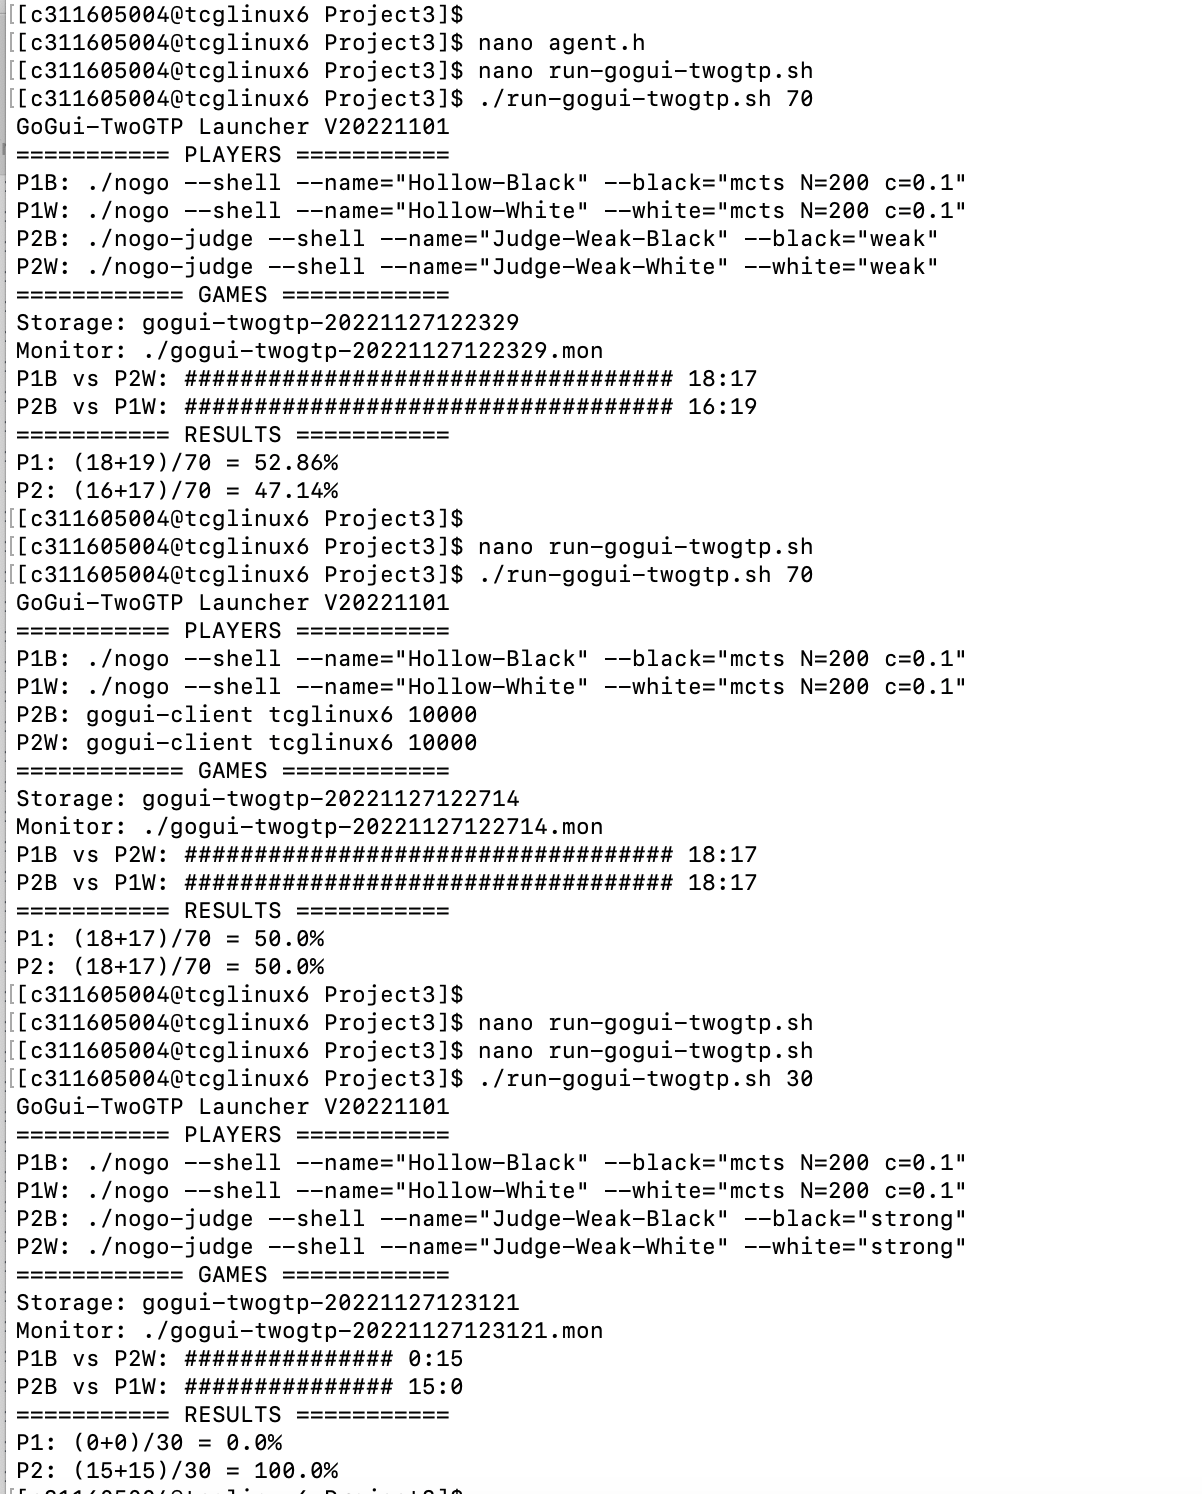 [[c311605004@tcglinux6 Project3]$
[[c311605004@tcglinux6 Project3]$ nano agent.h
[[c311605004@tcglinux6 Project3]$ nano run-gogui-twogtp.sh
[[c311605004@tcglinux6 Project3]$ ./run-gogui-twogtp.sh 70
GoGui-TwoGTP Launcher V20221101
=========== PLAYERS ===========
P1B: ./nogo --shell --name="Hollow-Black" --black="mcts N=200 c=0.1"
P1W: ./nogo --shell --name="Hollow-White" --white="mcts N=200 c=0.1"
P2B: ./nogo-judge --shell --name="Judge-Weak-Black" --black="weak"
P2W: ./nogo-judge --shell --name="Judge-Weak-White" --white="weak"
============ GAMES ============
Storage: gogui-twogtp-20221127122329
Monitor: ./gogui-twogtp-20221127122329.mon
P1B vs P2W: ################################### 18:17
P2B vs P1W: ################################### 16:19
=========== RESULTS ===========
P1: (18+19)/70 = 52.86%
P2: (16+17)/70 = 47.14%
[[c311605004@tcglinux6 Project3]$
[[c311605004@tcglinux6 Project3]$ nano run-gogui-twogtp.sh
[[c311605004@tcglinux6 Project3]$ ./run-gogui-twogtp.sh 70
GoGui-TwoGTP Launcher V20221101
=========== PLAYERS ===========
P1B: ./nogo --shell --name="Hollow-Black" --black="mcts N=200 c=0.1"
P1W: ./nogo --shell --name="Hollow-White" --white="mcts N=200 c=0.1"
P2B: gogui-client tcglinux6 10000
P2W: gogui-client tcglinux6 10000
============ GAMES ============
Storage: gogui-twogtp-20221127122714
Monitor: ./gogui-twogtp-20221127122714.mon
P1B vs P2W: ################################### 18:17
P2B vs P1W: ################################### 18:17
=========== RESULTS ===========
P1: (18+17)/70 = 50.0%
P2: (18+17)/70 = 50.0%
[[c311605004@tcglinux6 Project3]$
[[c311605004@tcglinux6 Project3]$ nano run-gogui-twogtp.sh
[[c311605004@tcglinux6 Project3]$ nano run-gogui-twogtp.sh
[[c311605004@tcglinux6 Project3]$ ./run-gogui-twogtp.sh 30
GoGui-TwoGTP Launcher V20221101
=========== PLAYERS ===========
P1B: ./nogo --shell --name="Hollow-Black" --black="mcts N=200 c=0.1"
P1W: ./nogo --shell --name="Hollow-White" --white="mcts N=200 c=0.1"
P2B: ./nogo-judge --shell --name="Judge-Weak-Black" --black="strong"
P2W: ./nogo-judge --shell --name="Judge-Weak-White" --white="strong"
============ GAMES ============
Storage: gogui-twogtp-20221127123121
Monitor: ./gogui-twogtp-20221127123121.mon
P1B vs P2W: ############### 0:15
P2B vs P1W: ############### 15:0
=========== RESULTS ===========
P1: (0+0)/30 = 0.0%
P2: (15+15)/30 = 100.0%